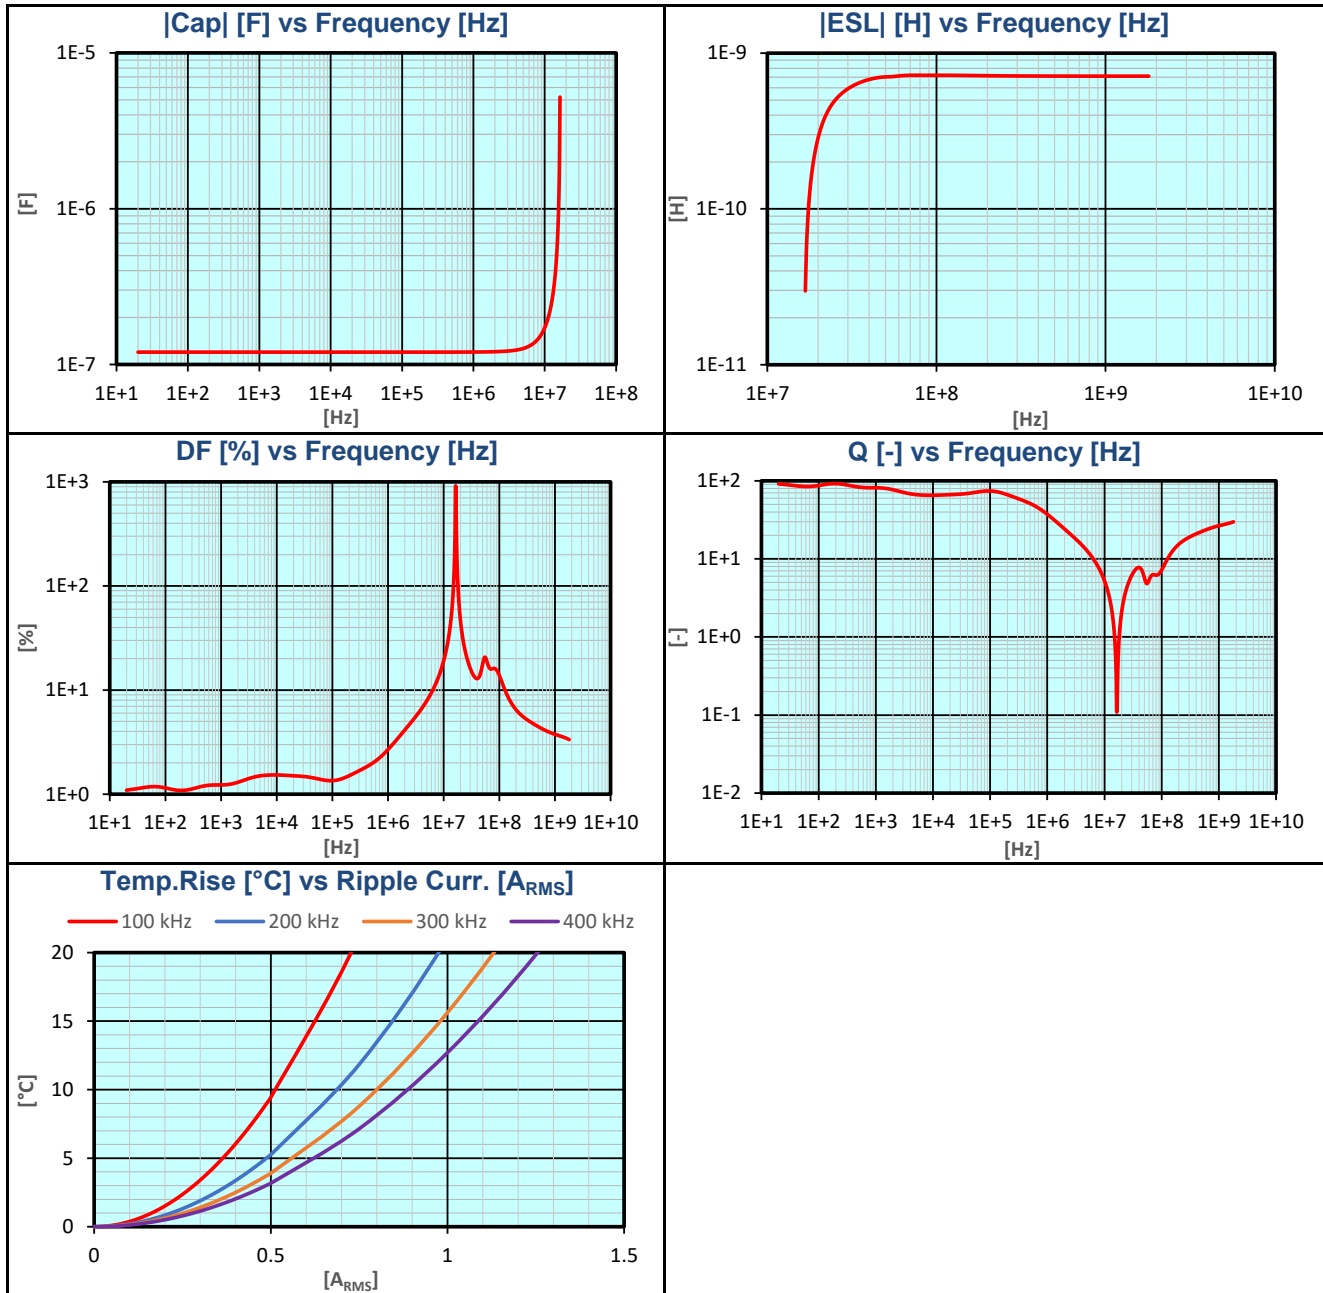 |Cap| [F] vs Frequency [Hz]
1E-5
1E-6
1E-7
[F]
1E+1 1E+2 1E+3 1E+4 1E+5 1E+6 1E+7 1E+8
[Hz]
|ESL| [H] vs Frequency [Hz]
1E-9
1E-10
1E-11
[H]
1E+7 1E+8 1E+9 1E+10
[Hz]
DF [%] vs Frequency [Hz]
1E+3
1E+2
1E+1
1E+0
[%]
1E+1 1E+2 1E+3 1E+4 1E+5 1E+6 1E+7 1E+8 1E+9 1E+10
[Hz]
Q [-] vs Frequency [Hz]
1E+2
1E+1
1E+0
1E-1
1E-2
[-]
1E+1 1E+2 1E+3 1E+4 1E+5 1E+6 1E+7 1E+8 1E+9 1E+10
[Hz]
Temp.Rise [°C] vs Ripple Curr. [ARMS]
100 kHz 200 kHz 300 kHz 400 kHz
20
15
10
5
0
[°C]
0 0.5 1 1.5
[ARMS]